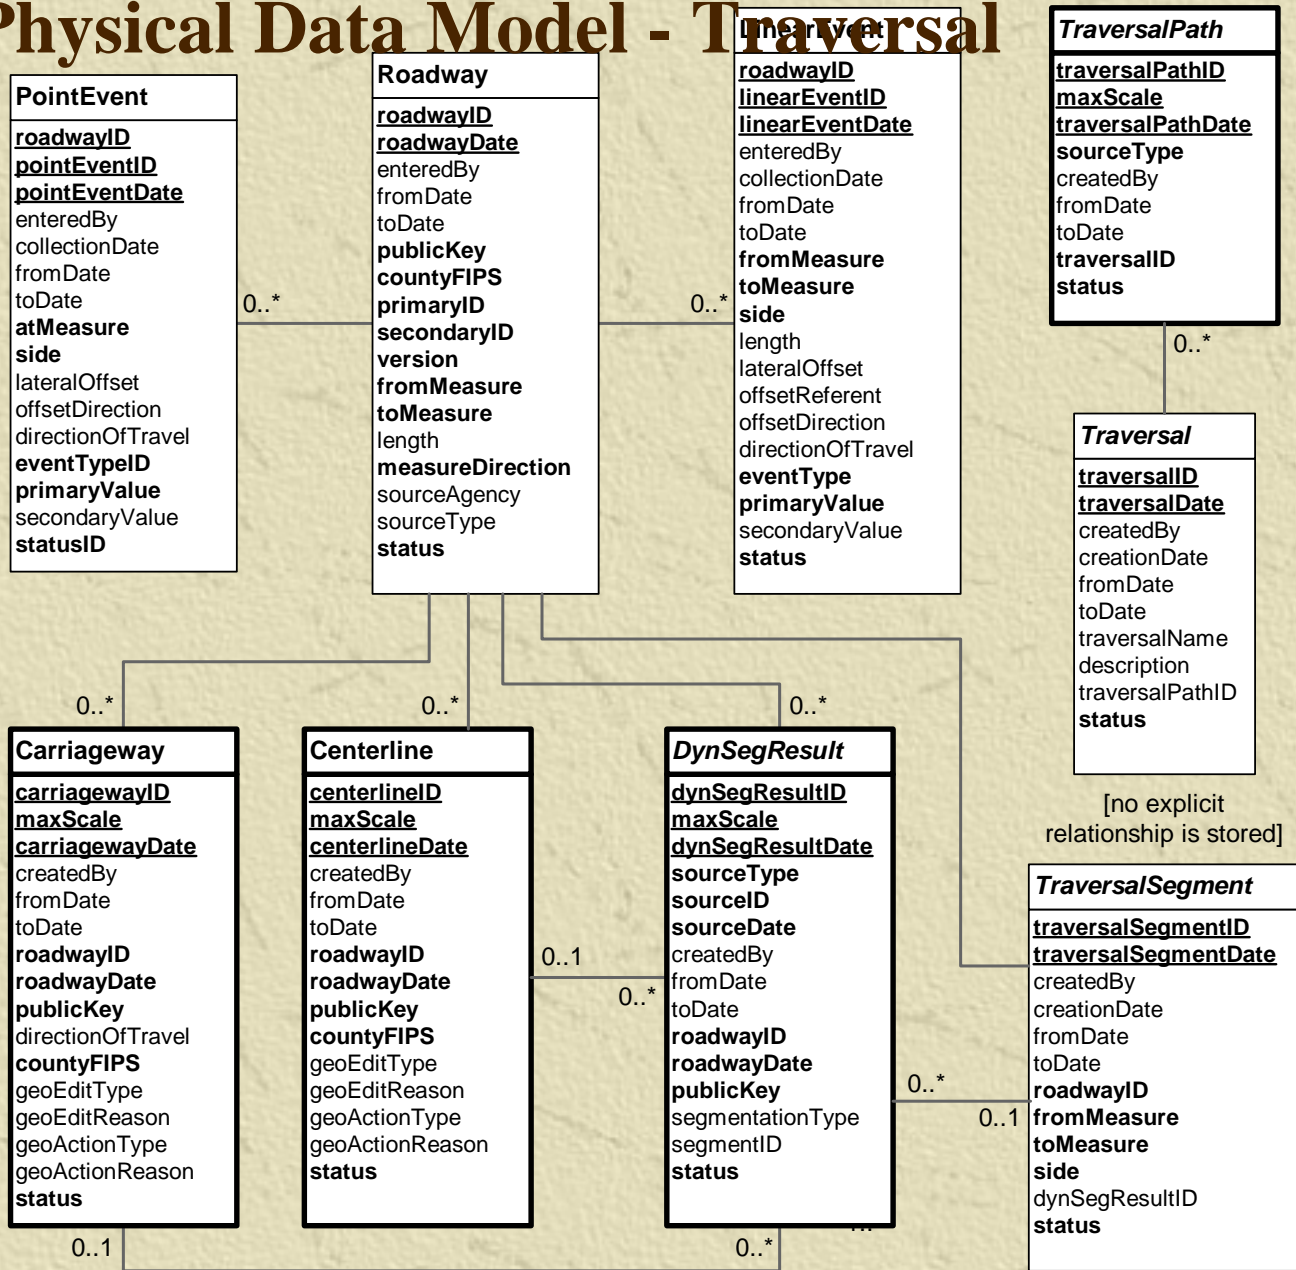 Physical Data Model - Traversal
PointEvent
roadwayID
pointEventID
pointEventDate
enteredBy
collectionDate
fromDate
toDate
atMeasure
side
lateralOffset
offsetDirection
directionOfTravel
eventTypeID
primaryValue
secondaryValue
statusID
0..*
Roadway
roadwayID
roadwayDate
enteredBy
fromDate
toDate
publicKey
countyFIPS
primaryID
secondaryID
version
fromMeasure
toMeasure
length
measureDirection
sourceAgency
sourceType
status
0..*
LinearEvent
roadwayID
linearEventID
linearEventDate
enteredBy
collectionDate
fromDate
toDate
fromMeasure
toMeasure
side
length
lateralOffset
offsetReferent
offsetDirection
directionOfTravel
eventType
primaryValue
secondaryValue
status
TraversalPath
traversalPathID
maxScale
traversalPathDate
sourceType
createdBy
fromDate
toDate
traversalID
status
0..*
Traversal
traversalID
traversalDate
createdBy
creationDate
fromDate
toDate
traversalName
description
traversalPathID
status
[no explicit
relationship is stored]
0..*
Carriageway
carriagewayID
maxScale
carriagewayDate
createdBy
fromDate
toDate
roadwayID
roadwayDate
publicKey
directionOfTravel
countyFIPS
geoEditType
geoEditReason
geoActionType
geoActionReason
status
0..1
0..*
Centerline
centerlineID
maxScale
centerlineDate
createdBy
fromDate
toDate
roadwayID
roadwayDate
publicKey
countyFIPS
geoEditType
geoEditReason
geoActionType
geoActionReason
status
0..1
0..*
0..*
DynSegResult
dynSegResultID
maxScale
dynSegResultDate
sourceType
sourceID
sourceDate
createdBy
fromDate
toDate
roadwayID
roadwayDate
publicKey
segmentationType
segmentID
status
0..*
0..*
0..1
TraversalSegment
traversalSegmentID
traversalSegmentDate
createdBy
creationDate
fromDate
toDate
roadwayID
fromMeasure
toMeasure
side
dynSegResultID
status